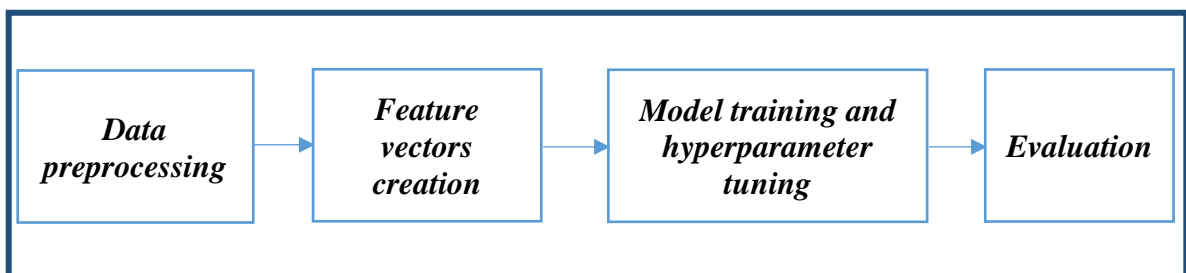 Data
preprocessing
Feature
vectors
creation
Model training and
hyperparameter
tuning
Evaluation